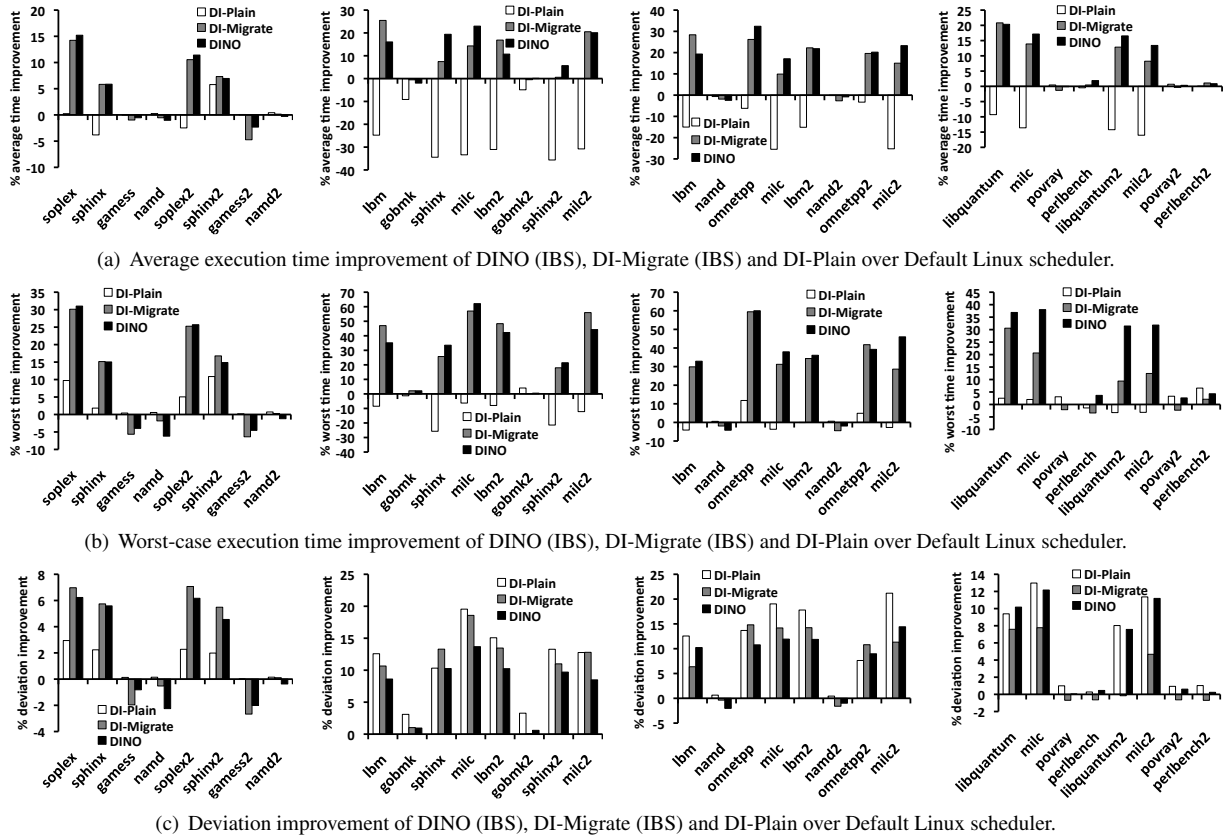 % average time improvement
20
15
10
5
0
-5
-10
DI-Plain
DI-Migrate
DINO
soplex
sphinx
gamess
namd
soplex2
sphinx2
gamess2
namd2
% average time improvement
30
20
10
0
-10
-20
-30
-40
DI-Plain
DI-Migrate
DINO
lbm
gobmk
sphinx
milc
lbm2
gobmk2
sphinx2
milc2
% average time improvement
40
30
20
10
0
-10
-20
-30
DI-Plain
DI-Migrate
DINO
lbm
namd
omnetpp
milc
lbm2
namd2
omnetpp2
milc2
% average time improvement
25
20
15
10
5
0
-5
-10
-15
-20
DI-Plain
DI-Migrate
DINO
libquantum
milc
povray
perlbench
libquantum2
milc2
povray2
perlbench2
(a) Average execution time improvement of DINO (IBS), DI-Migrate (IBS) and DI-Plain over Default Linux scheduler.
% worst time improvement
35
30
25
20
15
10
5
0
-5
-10
DI-Plain
DI-Migrate
DINO
soplex
sphinx
gamess
namd
soplex2
sphinx2
gamess2
namd2
% worst time improvement
70
60
50
40
30
20
10
0
-10
-20
-30
-40
DI-Plain
DI-Migrate
DINO
lbm
gobmk
sphinx
milc
lbm2
gobmk2
sphinx2
milc2
% worst time improvement
70
60
50
40
30
20
10
0
-10
DI-Plain
DI-Migrate
DINO
lbm
namd
omnetpp
milc
lbm2
namd2
omnetpp2
milc2
% worst time improvement
45
40
35
30
25
20
15
10
5
0
-5
-10
DI-Plain
DI-Migrate
DINO
libquantum
milc
povray
perlbench
libquantum2
milc2
povray2
perlbench2
(b) Worst-case execution time improvement of DINO (IBS), DI-Migrate (IBS) and DI-Plain over Default Linux scheduler.
% deviation improvement
8
6
4
2
0
-2
-4
DI-Plain
DI-Migrate
DINO
soplex
sphinx
gamess
namd
soplex2
sphinx2
gamess2
namd2
% deviation improvement
25
20
15
10
5
0
DI-Plain
DI-Migrate
DINO
lbm
gobmk
sphinx
milc
lbm2
gobmk2
sphinx2
milc2
% deviation improvement
25
20
15
10
5
0
-5
DI-Plain
DI-Migrate
DINO
lbm
namd
omnetpp
milc
lbm2
namd2
omnetpp2
milc2
% deviation improvement
14
12
10
8
6
4
2
0
-2
DI-Plain
DI-Migrate
DINO
libquantum
milc
povray
perlbench
libquantum2
milc2
povray2
perlbench2
(c) Deviation improvement of DINO (IBS), DI-Migrate (IBS) and DI-Plain over Default Linux scheduler.